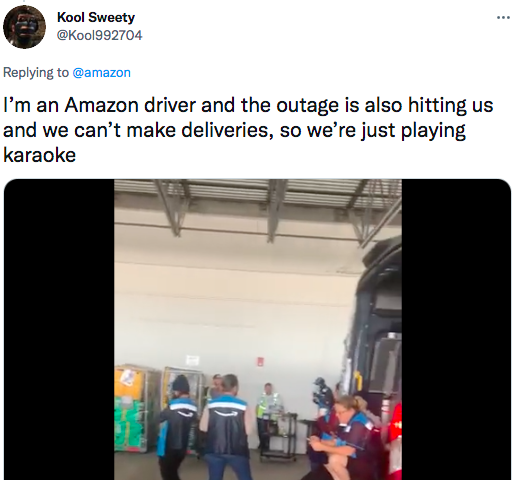 Kool Sweety
@Kool992704
Replying to @amazon
I’m an Amazon driver and the outage is also hitting us
and we can’t make deliveries, so we’re just playing
karaoke